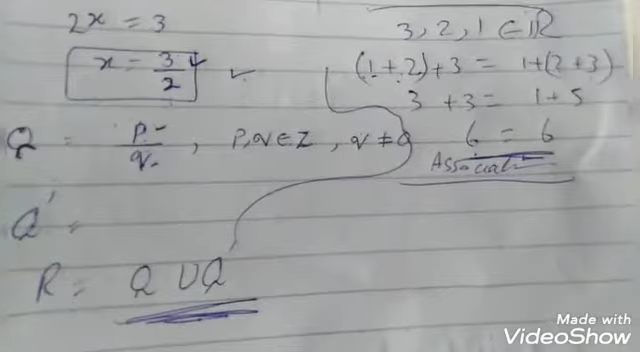 2x = 3
x = 3/2
Q = p/q, p,q ∈ Z, q ≠ 0
Q' =
R = Q U Q'
3, 2, 1 ∈ R
(1 + 2) + 3 = 1 + (2 + 3)
3 + 3 = 1 + 5
6 = 6
Made with
VideoShow